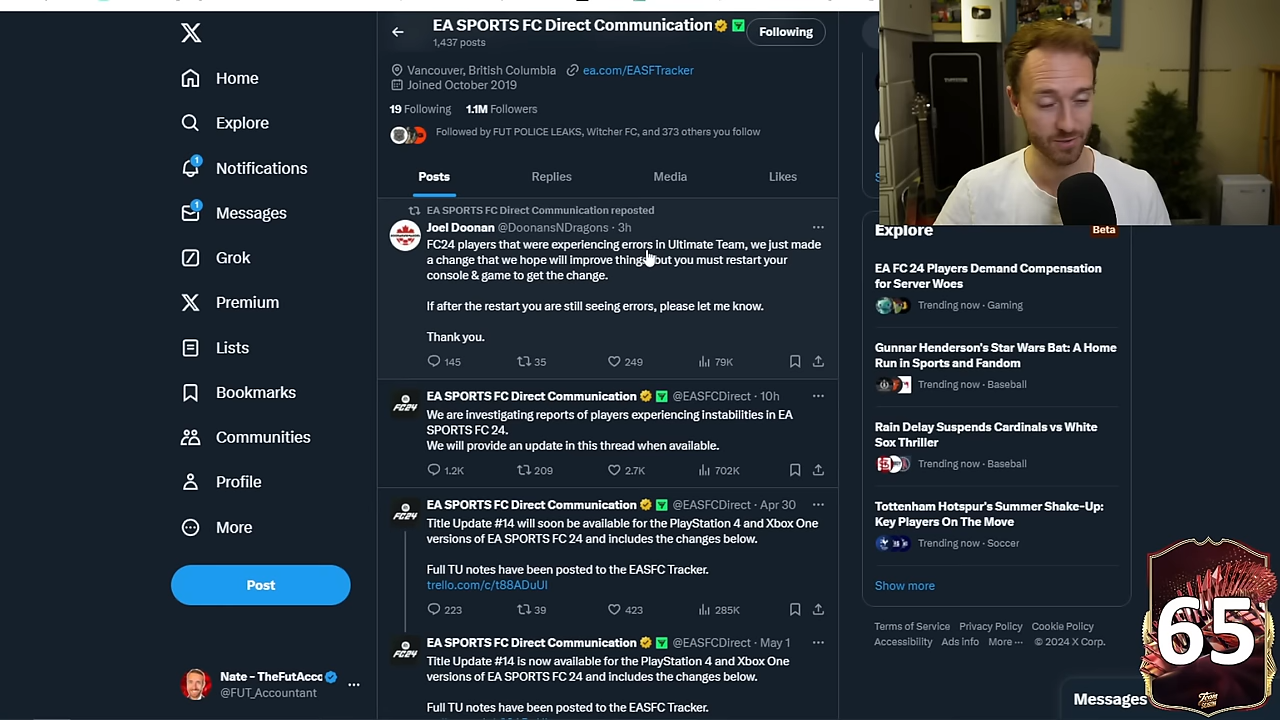 EA SPORTS FC Direct Communication
1,437 posts
Following
Vancouver, British Columbia ea.com/EASFTracker
Joined October 2019
19 Following 1.1M Followers
Followed by FUT POLICE LEAKS, Witcher FC, and 373 others you follow
Posts Replies Media Likes
Home
Explore
1
Notifications
1
Messages
Grok
Premium
Lists
Bookmarks
Communities
Profile
More
Post
Nate - TheFutAcco
@FUT_Accountant
EA SPORTS FC Direct Communication reposted
Joel Doonan @DoonansNDragons · 3h
FC24 players that were experiencing errors in Ultimate Team, we just made
a change that we hope will improve things but you must restart your
console & game to get the change.
If after the restart you are still seeing errors, please let me know.
Thank you.
145 35 249 79K
FC24
EA SPORTS FC Direct Communication @EASFCDirect · 10h
We are investigating reports of players experiencing instabilities in EA
SPORTS FC 24.
We will provide an update in this thread when available.
1.2K 209 2.7K 702K
FC24
EA SPORTS FC Direct Communication @EASFCDirect · Apr 30
Title Update #14 will soon be available for the PlayStation 4 and Xbox One
versions of EA SPORTS FC 24 and includes the changes below.
Full TU notes have been posted to the EASFC Tracker.
trello.com/c/t88ADuUl
223 39 423 285K
FC24
EA SPORTS FC Direct Communication @EASFCDirect · May 1
Title Update #14 is now available for the PlayStation 4 and Xbox One
versions of EA SPORTS FC 24 and includes the changes below.
Full TU notes have been posted to the EASFC Tracker.
Explore Beta
EA FC 24 Players Demand Compensation
for Server Woes
Trending now · Gaming
Gunnar Henderson's Star Wars Bat: A Home
Run in Sports and Fandom
Trending now · Baseball
Rain Delay Suspends Cardinals vs White
Sox Thriller
Trending now · Baseball
Tottenham Hotspur's Summer Shake-Up:
Key Players On The Move
Trending now · Soccer
Show more
Terms of Service Privacy Policy Cookie Policy
Accessibility Ads info More ··· © 2024 X Corp.
Messages
65